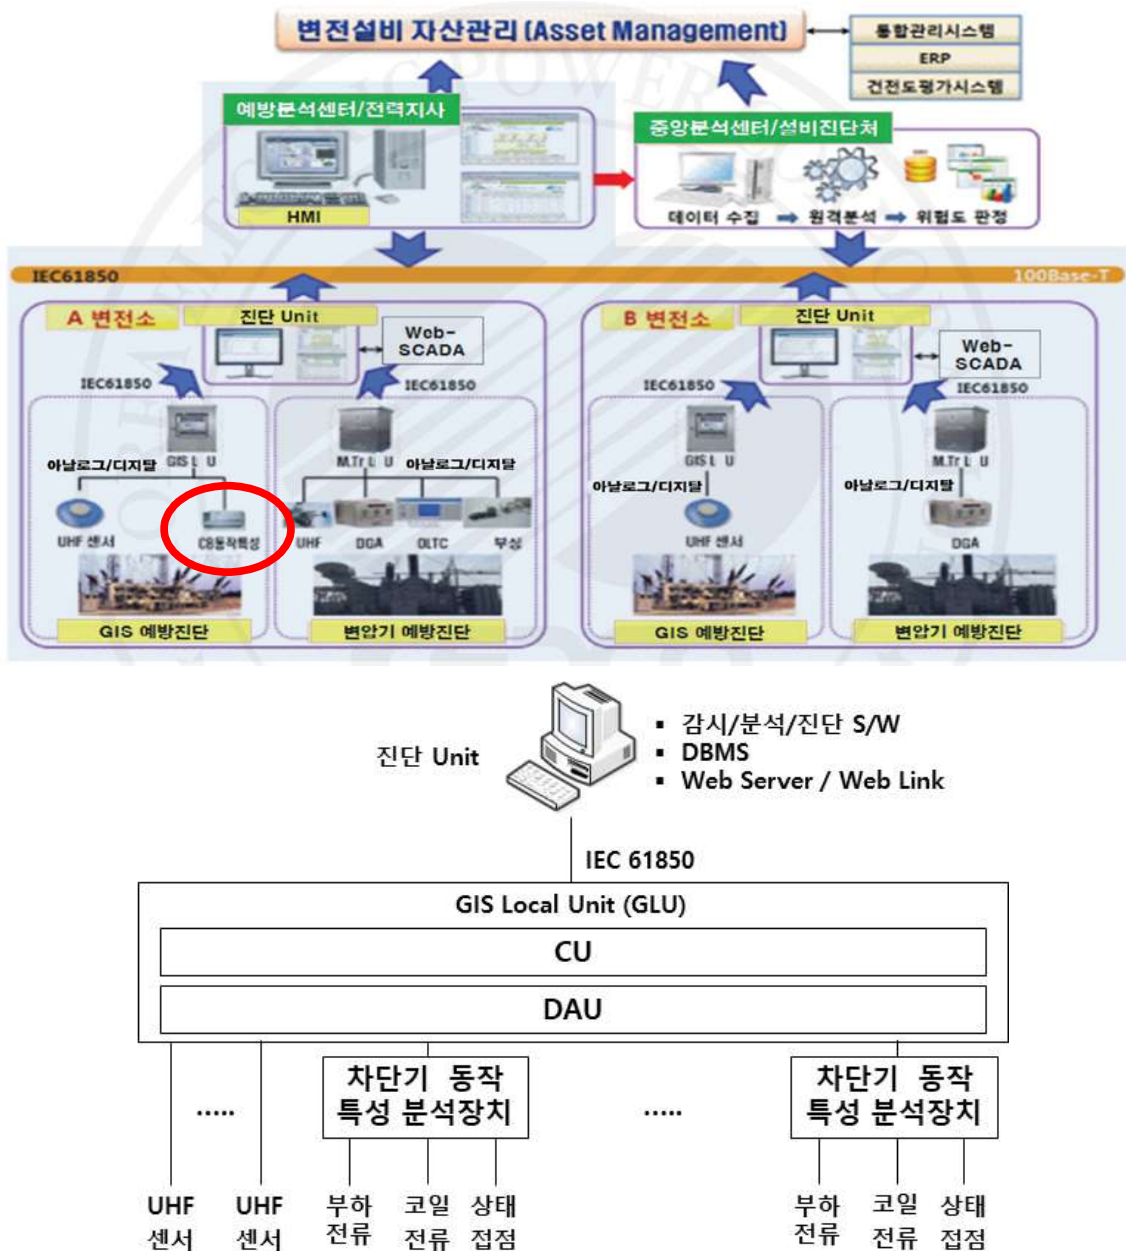 변전설비 자산관리 (Asset Management)
통합관리시스템
ERP
건전도평가시스템
예방분석센터/전력지사
HMI
중앙분석센터/설비진단처
데이터 수집
원격분석
위험도 판정
IEC61850
100Base-T
A 변전소
진단 Unit
Web-
SCADA
IEC61850
IEC61850
GIS L U
아날로그/디지탈
UHF 센서
CB동작특성
M.Tr L U
아날로그/디지탈
UHF
DGA
OLTC
부싱
GIS 예방진단
변압기 예방진단
B 변전소
진단 Unit
Web-
SCADA
IEC61850
IEC61850
GIS L U
아날로그/디지탈
UHF 센서
M.Tr L U
아날로그/디지탈
DGA
GIS 예방진단
변압기 예방진단
진단 Unit
▪ 감시/분석/진단 S/W
▪ DBMS
▪ Web Server / Web Link
IEC 61850
GIS Local Unit (GLU)
CU
DAU
.....
차단기 동작
특성 분석장치
.....
차단기 동작
특성 분석장치
UHF
센서
UHF
센서
부하
전류
코일
전류
상태
접점
부하
전류
코일
전류
상태
접점